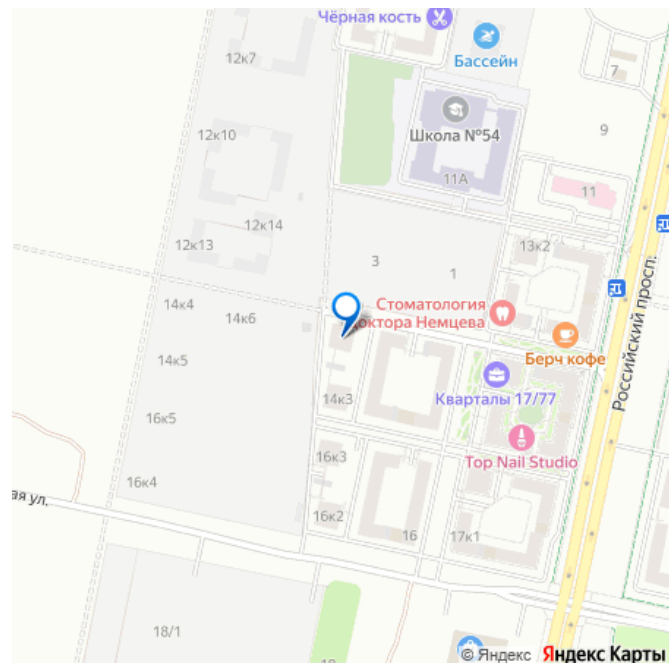 Чёрная кость
12к7
Бассейн
7
Школа №54
12к10
9
11А
11
12к14
12к13
13к2
3
1
14к4
14к6
Стоматология
доктора Немцева
Российский просп.
14к5
Берч кофе
Кварталы 17/77
14к3
16к5
Top Nail Studio
16к3
16к4
ая ул.
16к2
16
17к1
18/1
© Яндекс Яндекс Карты